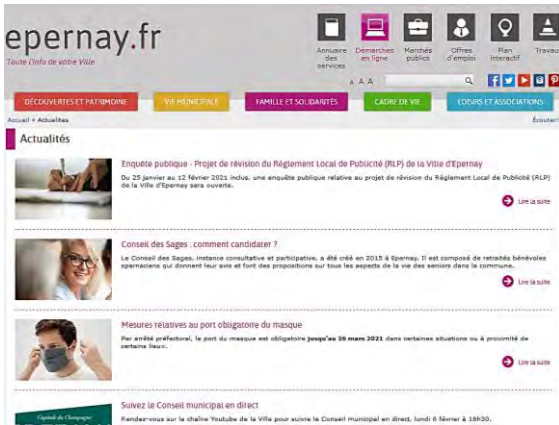 epernay.fr
Toute l'info de votre Ville
Annuaire des services
Démarches en ligne
Marchés publics
Offres d'emploi
Plan interactif
Travaux
A A A
DÉCOUVERTES ET PATRIMOINE
VIE MUNICIPALE
FAMILLE ET SOLIDARITÉS
CADRE DE VIE
LOISIRS ET ASSOCIATIONS
Accueil » Actualités
Écouter
Actualités
Enquête publique - Projet de révision du Règlement Local de Publicité (RLP) de la Ville d'Epernay
Du 25 janvier au 12 février 2021 inclus, une enquête publique relative au projet de révision du Règlement Local de Publicité (RLP)
de la Ville d'Epernay sera ouverte.
Lire la suite
Conseil des Sages : comment candidater ?
Le Conseil des Sages, instance consultative et participative, a été créé en 2015 à Epernay. Il est composé de retraités bénévoles
sparnaciens qui donnent leur avis et font des propositions sur tous les aspects de la vie des seniors dans la commune.
Lire la suite
Mesures relatives au port obligatoire du masque
Par arrêté préfectoral, le port du masque est obligatoire jusqu'au 26 mars 2021 dans certaines situations ou à proximité de
certains lieux.
Lire la suite
Capitale du Champagne
Suivez le Conseil municipal en direct
Rendez-vous sur la chaîne Youtube de la Ville pour suivre le Conseil municipal en direct, lundi 8 février à 18h30.